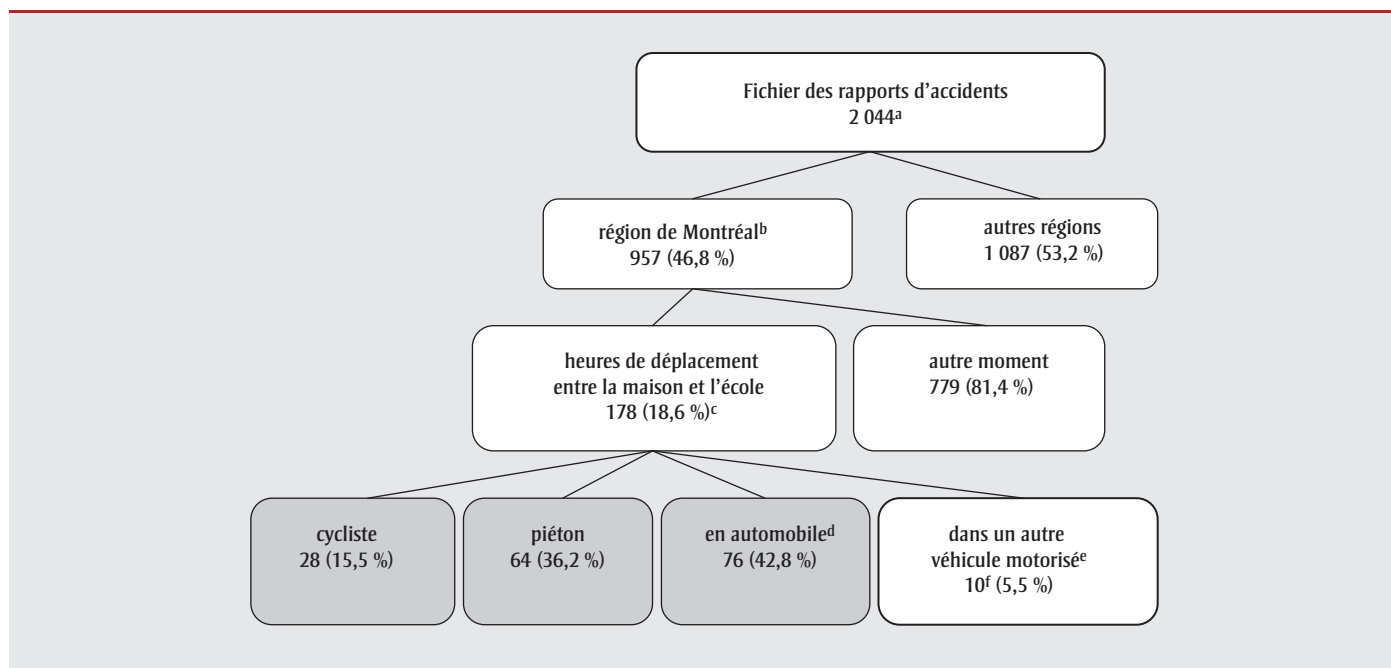 Fichier des rapports d’accidents
2 044ᵃ
région de Montréalᵇ
957 (46,8 %)
autres régions
1 087 (53,2 %)
heures de déplacement
entre la maison et l’école
178 (18,6 %)ᶜ
autre moment
779 (81,4 %)
cycliste
28 (15,5 %)
piéton
64 (36,2 %)
en automobileᵈ
76 (42,8 %)
dans un autre
véhicule motoriséᵉ
10ᶠ (5,5 %)